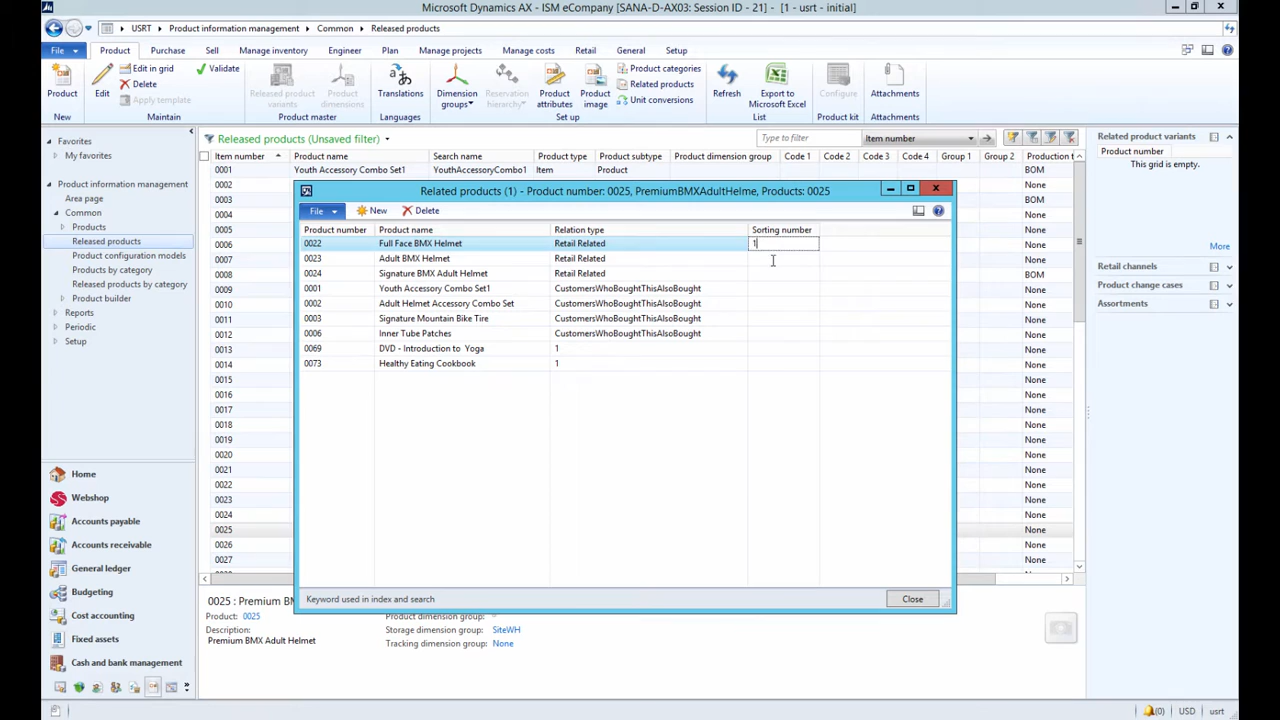 Microsoft Dynamics AX - ISM eCompany [SANA-D-AX03: Session ID - 21] - [1 - usrt - initial]
USRT Product information management Common Released products
File Product Purchase Sell Manage inventory Engineer Plan Manage projects Manage costs Retail General Setup
Product
New
Edit
Edit in grid
Delete
Apply template
Validate
Maintain
Released product variants
Product dimensions
Product master
Translations
Languages
Dimension groups
Reservation hierarchy
Product attributes
Product image
Product categories
Related products
Unit conversions
Set up
Refresh
Export to Microsoft Excel
List
Configure
Product kit
Attachments
Attachments
Favorites
My favorites
Product information management
Area page
Common
Products
Released products
Product configuration models
Products by category
Released products by category
Product builder
Reports
Periodic
Setup
Home
Webshop
Accounts payable
Accounts receivable
General ledger
Budgeting
Cost accounting
Fixed assets
Cash and bank management
Released products (Unsaved filter)
Type to filter
Item number
Item number Product name Search name Product type Product subtype Product dimension group Code 1 Code 2 Code 3 Code 4 Group 1 Group 2 Production t
0001 Youth Accessory Combo Set1 YouthAccessoryCombo1 Item Product BOM
0002 None
0003 BOM
0004 None
0005 None
0006 None
0007 None
0008 BOM
0009 None
0010 None
0011 None
0012 None
0013 None
0014 None
0015 None
0016 None
0017 None
0018 None
0019 None
0020 None
0021 None
0022 None
0023 None
0024 None
0025 None
0026 None
0027 None
Related products (1) - Product number: 0025, PremiumBMXAdultHelme, Products: 0025
File New Delete
Product number Product name Relation type Sorting number
0022 Full Face BMX Helmet Retail Related 1
0023 Adult BMX Helmet Retail Related
0024 Signature BMX Adult Helmet Retail Related
0001 Youth Accessory Combo Set1 CustomersWhoBoughtThisAlsoBought
0002 Adult Helmet Accessory Combo Set CustomersWhoBoughtThisAlsoBought
0003 Signature Mountain Bike Tire CustomersWhoBoughtThisAlsoBought
0006 Inner Tube Patches CustomersWhoBoughtThisAlsoBought
0069 DVD - Introduction to Yoga 1
0073 Healthy Eating Cookbook 1
Keyword used in index and search
Close
Related product variants
Product number
This grid is empty.
More
Retail channels
Product change cases
Assortments
0025 : Premium BM
Product: 0025
Description:
Premium BMX Adult Helmet
Product dimension group:
Storage dimension group: SiteWH
Tracking dimension group: None
(0) USD usrt